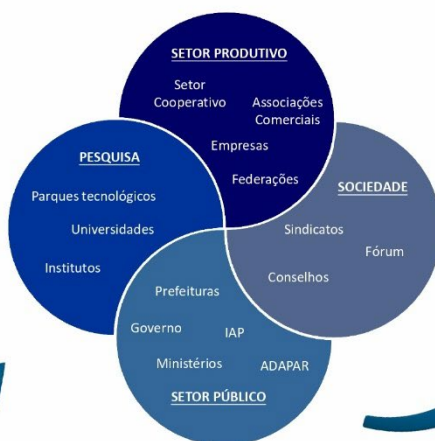 SETOR PRODUTIVO
Setor
Cooperativo
Associações
Comerciais
Empresas
Federações
PESQUISA
Parques tecnológicos
Universidades
Institutos
SOCIEDADE
Sindicatos
Fórum
Conselhos
Prefeituras
Governo
IAP
Ministérios
ADAPAR
SETOR PÚBLICO